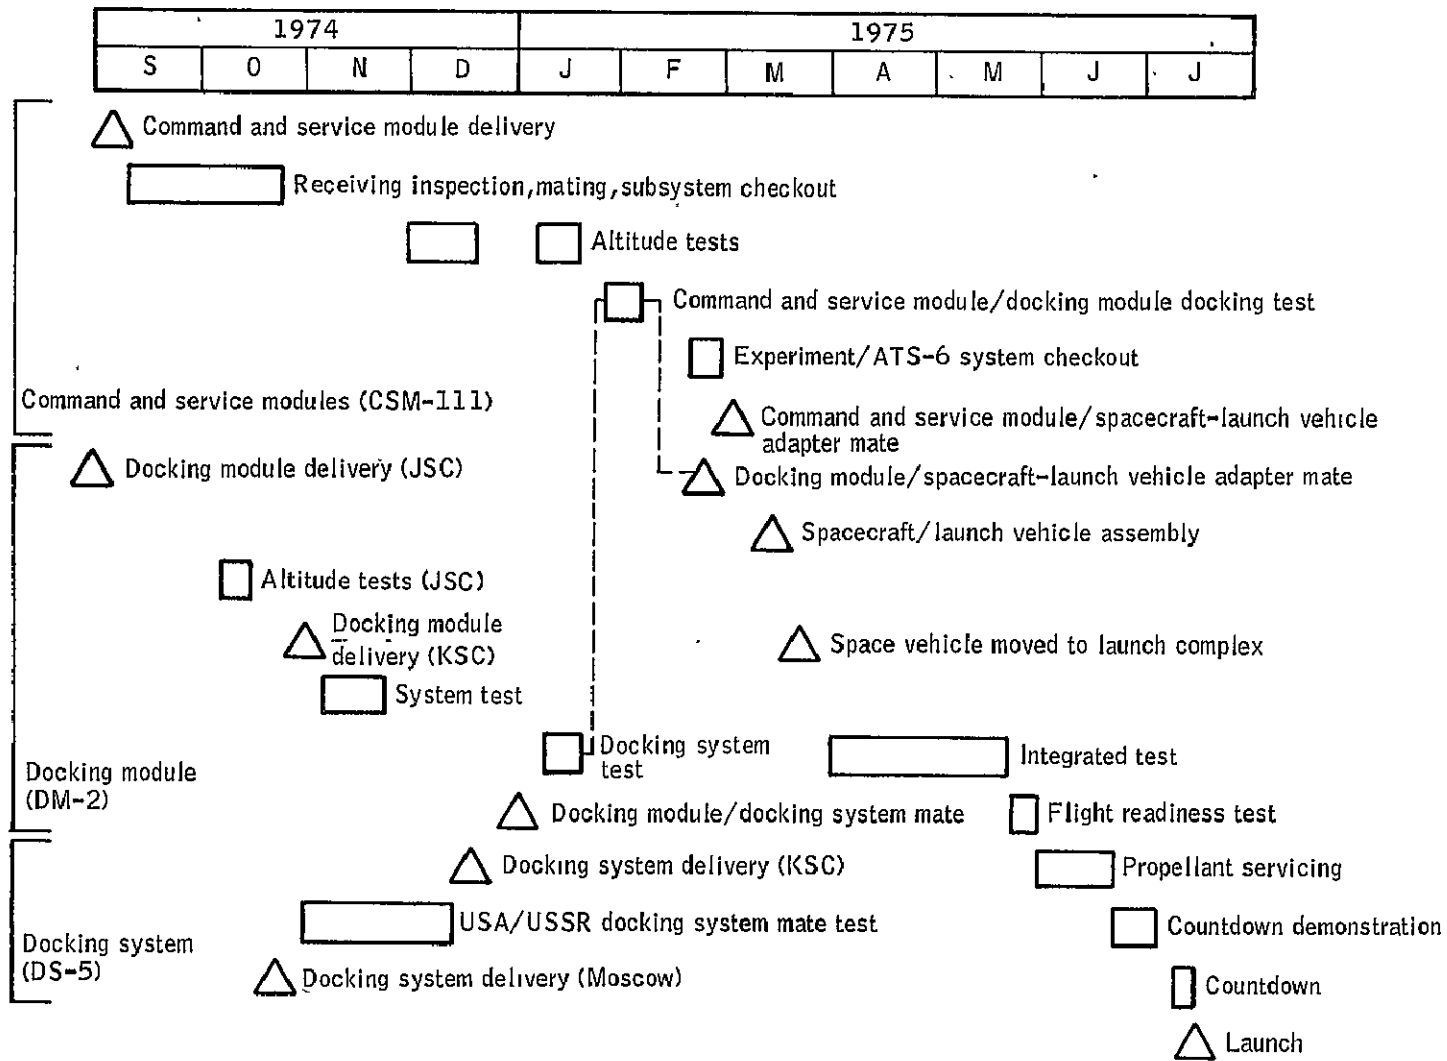 1974 1975
S O N D J F M A M J J
Command and service module delivery
Receiving inspection,mating,subsystem checkout
Altitude tests
Command and service module/docking module docking test
Experiment/ATS-6 system checkout
Command and service modules (CSM-111)
Command and service module/spacecraft-launch vehicle
adapter mate
Docking module delivery (JSC)
Docking module/spacecraft-launch vehicle adapter mate
Spacecraft/launch vehicle assembly
Altitude tests (JSC)
Docking module
delivery (KSC)
Space vehicle moved to launch complex
System test
Docking system
test
Integrated test
Docking module
(DM-2)
Docking module/docking system mate
Flight readiness test
Docking system delivery (KSC)
Propellant servicing
USA/USSR docking system mate test
Countdown demonstration
Docking system
(DS-5)
Docking system delivery (Moscow)
Countdown
Launch